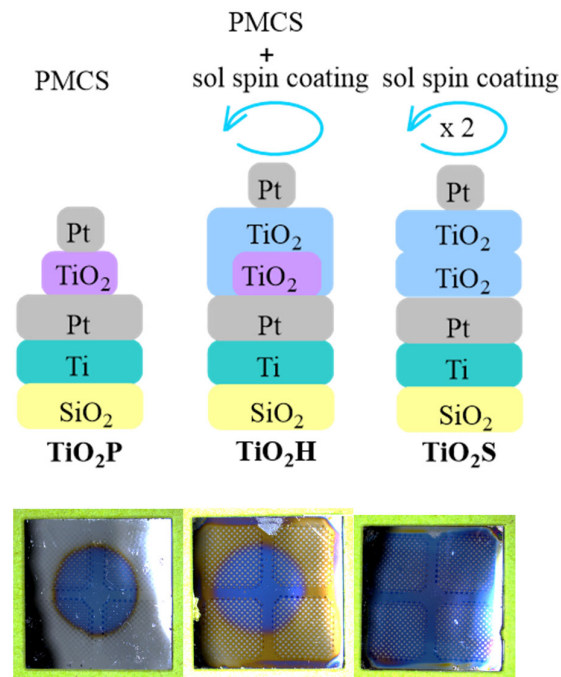 PMCS
PMCS
+
sol spin coating
sol spin coating
x 2
Pt
TiO₂
Pt
Ti
SiO₂
TiO₂P
Pt
TiO₂
TiO₂
Pt
Ti
SiO₂
TiO₂H
Pt
TiO₂
TiO₂
Pt
Ti
SiO₂
TiO₂S